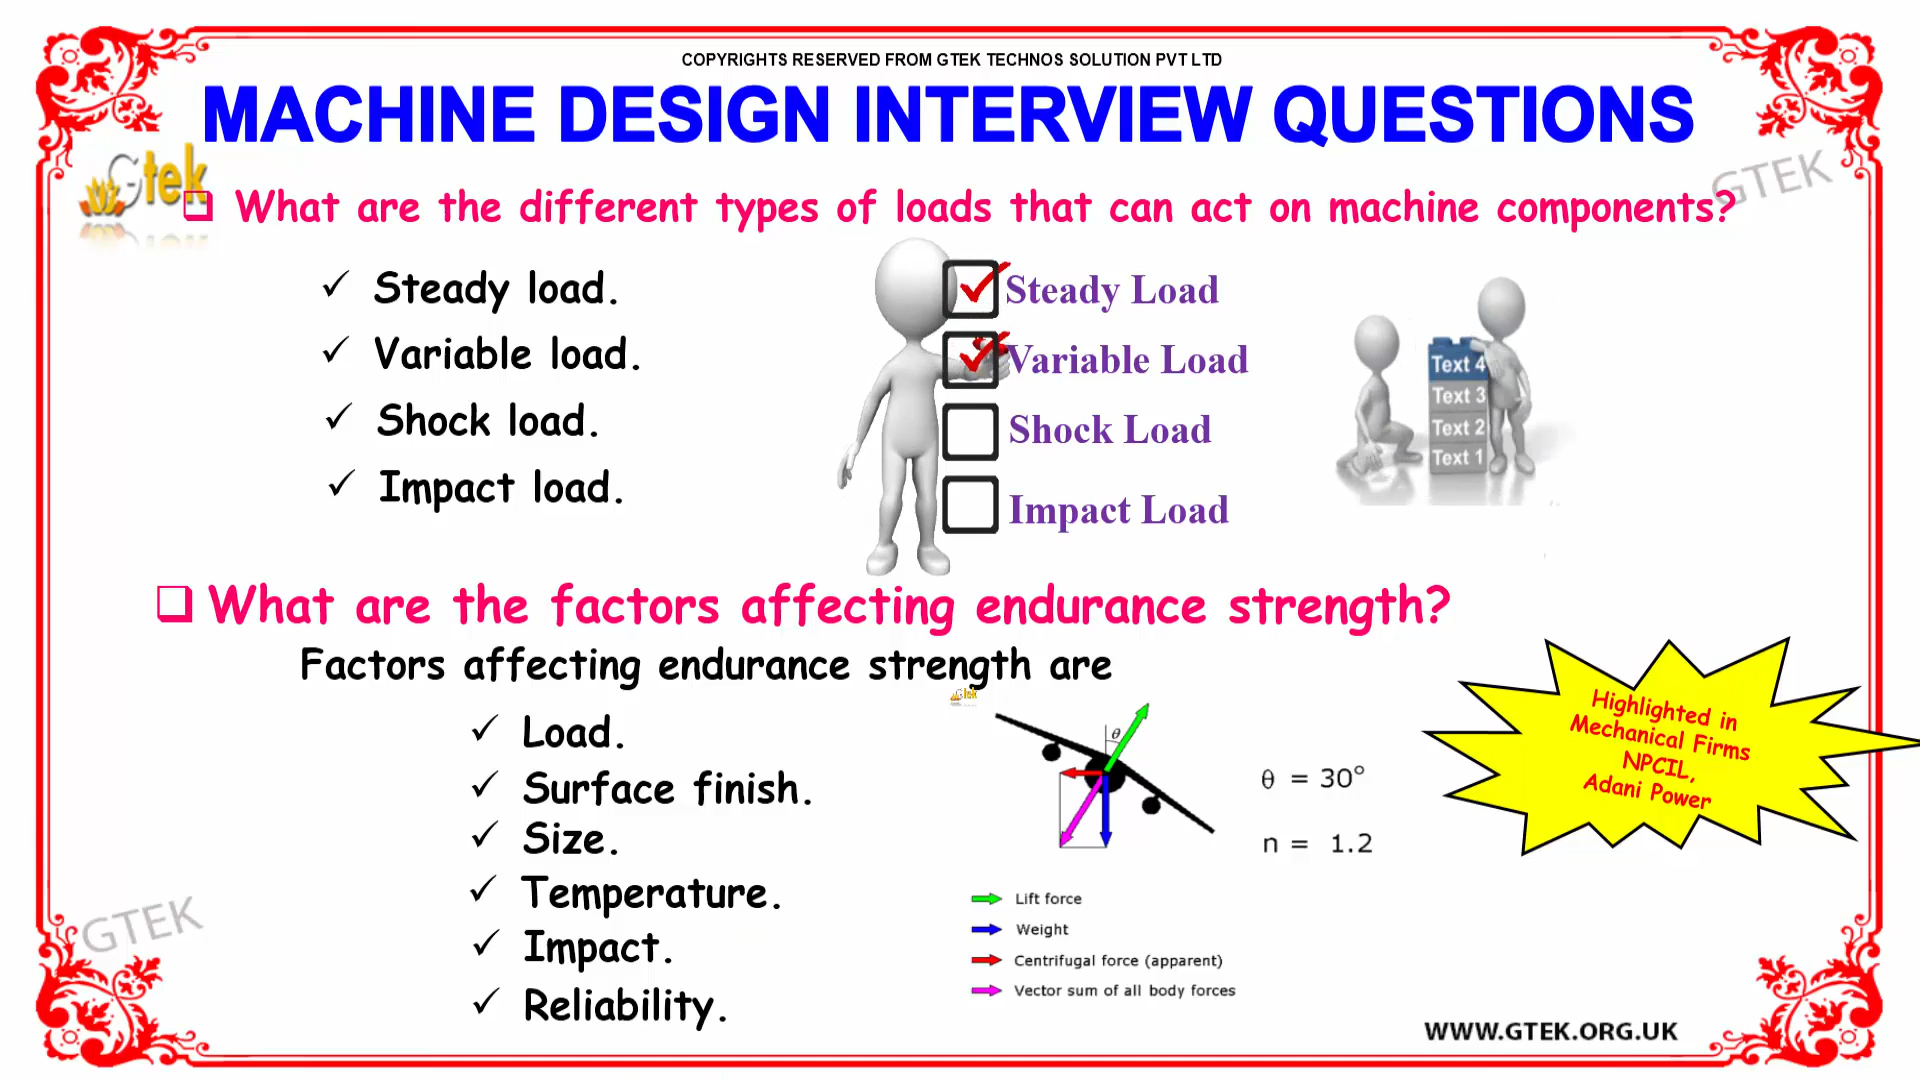 COPYRIGHTS RESERVED FROM GTEK TECHNOS SOLUTION PVT LTD
MACHINE DESIGN INTERVIEW QUESTIONS
Gtek
GTEK
What are the different types of loads that can act on machine components?
✓ Steady load.
✓ Variable load.
✓ Shock load.
✓ Impact load.
Steady Load
Variable Load
Shock Load
Impact Load
Text 4
Text 3
Text 2
Text 1
What are the factors affecting endurance strength?
Factors affecting endurance strength are
✓ Load.
✓ Surface finish.
✓ Size.
✓ Temperature.
✓ Impact.
✓ Reliability.
Gtek
θ
θ = 30°
n = 1.2
Lift force
Weight
Centrifugal force (apparent)
Vector sum of all body forces
Highlighted in
Mechanical Firms
NPCIL,
Adani Power
GTEK
WWW.GTEK.ORG.UK